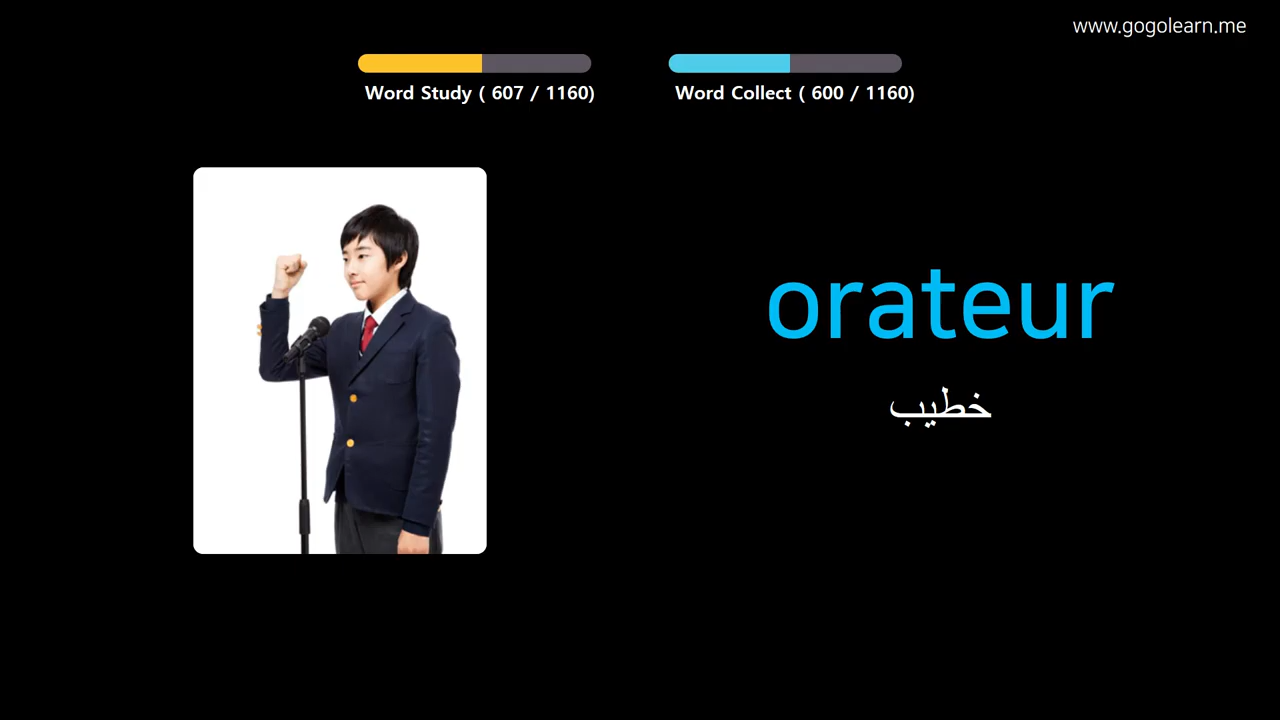 www.gogolearn.me
Word Study ( 607 / 1160)
Word Collect ( 600 / 1160)
orateur
خطيب